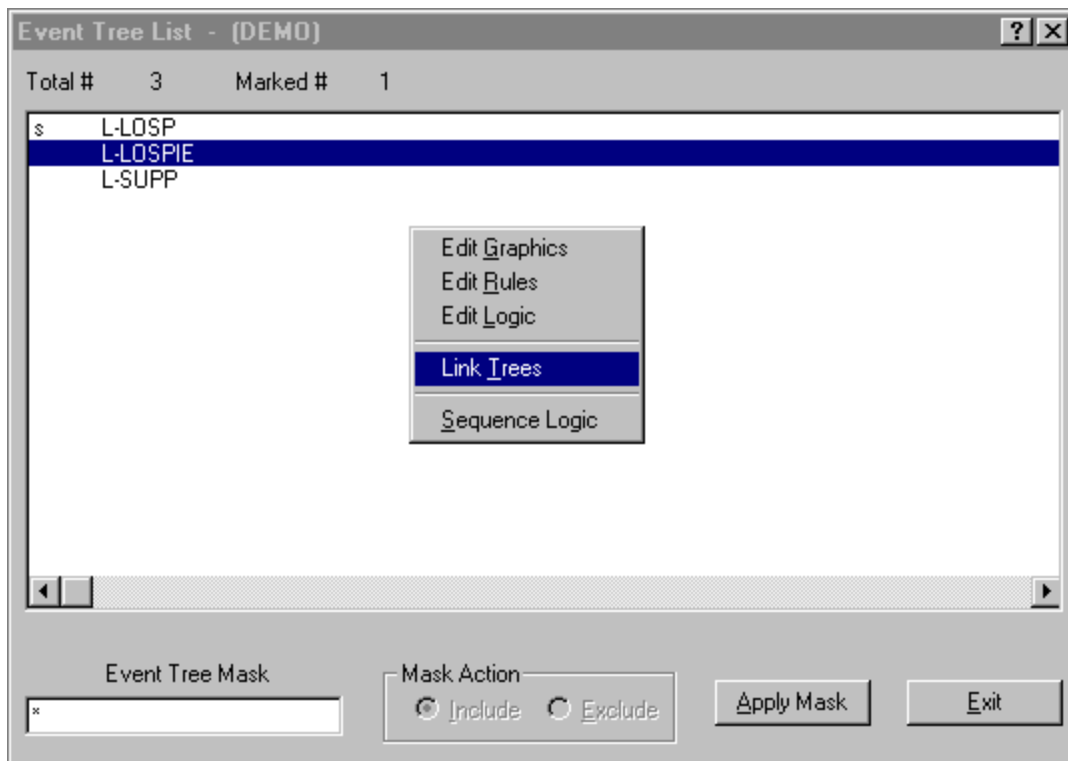 Event Tree List - (DEMO)
Total # 3 Marked # 1
s L-LOSP
L-LOSPIE
L-SUPP
Edit Graphics
Edit Rules
Edit Logic
Link Trees
Sequence Logic
Event Tree Mask
*
Mask Action
Include Exclude
Apply Mask
Exit